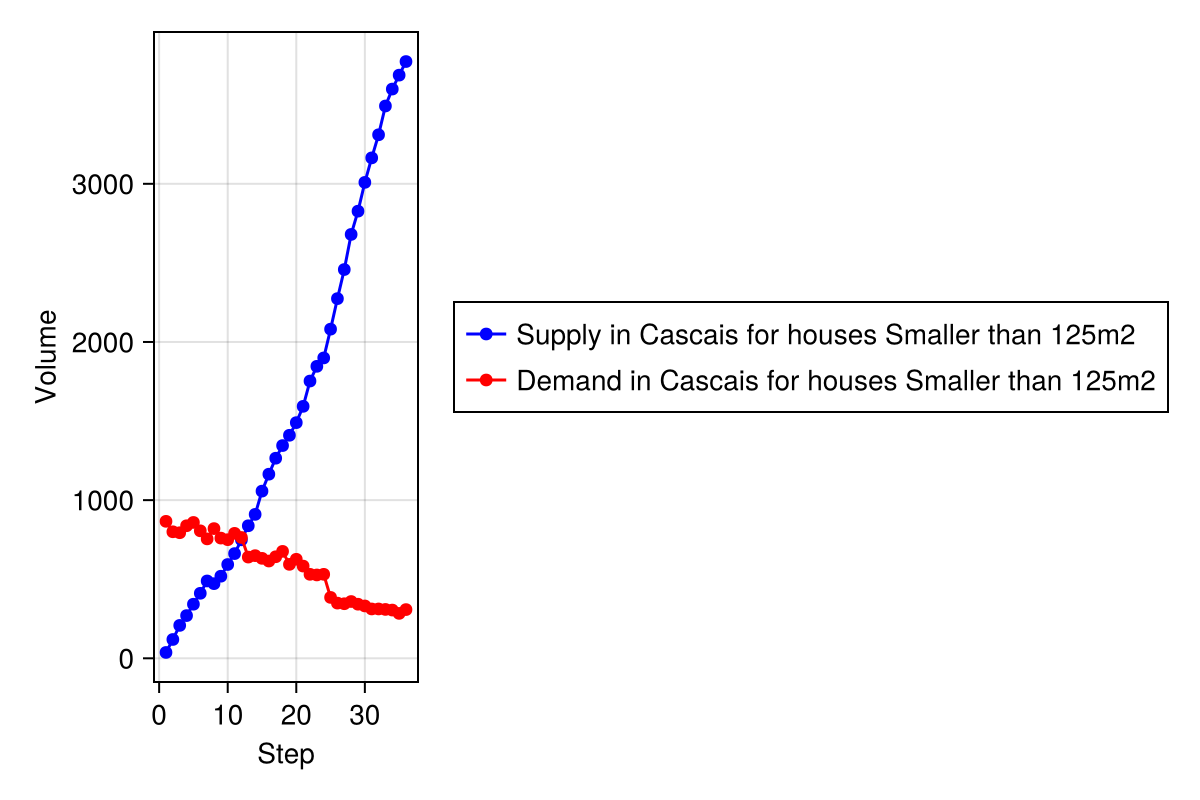 3000
2000
1000
0
Volume
0 10 20 30
Step
Supply in Cascais for houses Smaller than 125m2
Demand in Cascais for houses Smaller than 125m2